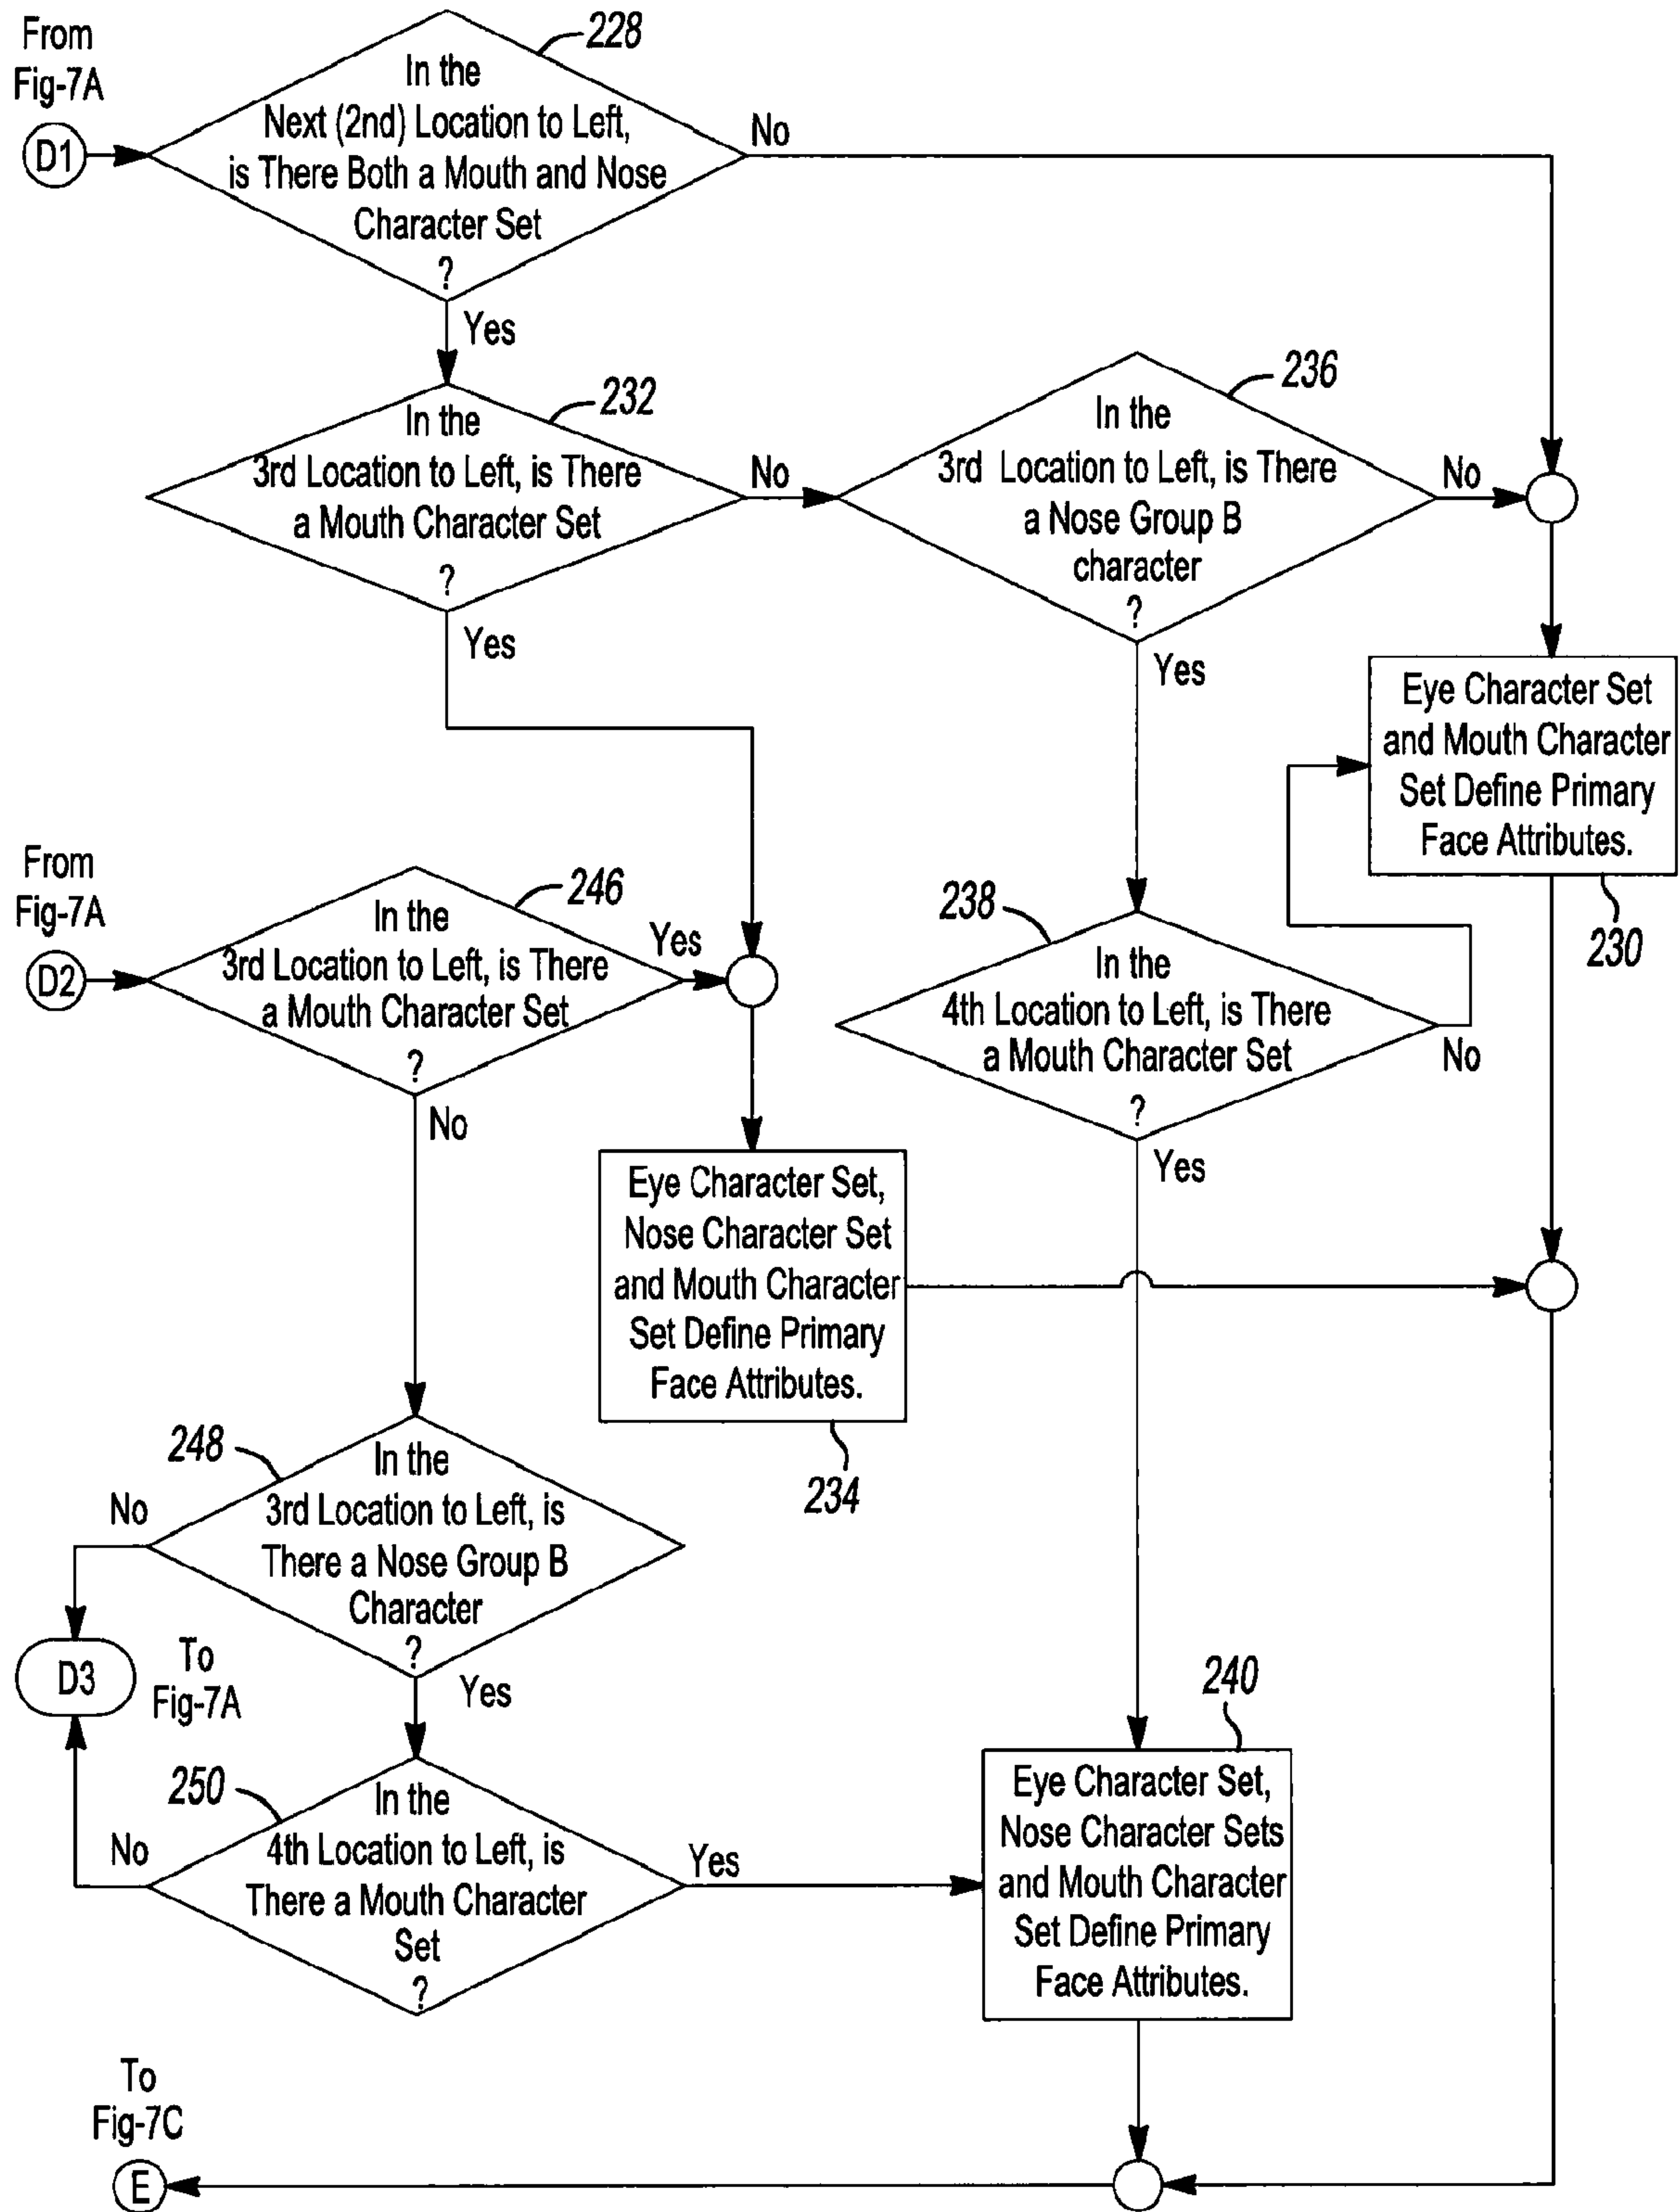 From
Fig-7A
D1
228
In the
Next (2nd) Location to Left,
is There Both a Mouth and Nose
Character Set
?
No
Yes
232
In the
3rd Location to Left, is There
a Mouth Character Set
?
No
Yes
236
In the
3rd Location to Left, is There
a Nose Group B
character
?
No
Yes
Eye Character Set
and Mouth Character
Set Define Primary
Face Attributes.
230
From
Fig-7A
D2
246
In the
3rd Location to Left, is There
a Mouth Character Set
?
Yes
No
238
In the
4th Location to Left, is There
a Mouth Character Set
?
No
Yes
Eye Character Set,
Nose Character Set
and Mouth Character
Set Define Primary
Face Attributes.
234
248
In the
3rd Location to Left, is
There a Nose Group B
Character
?
No
Yes
D3
To
Fig-7A
250
In the
4th Location to Left, is
There a Mouth Character
Set
?
No
Yes
240
Eye Character Set,
Nose Character Sets
and Mouth Character
Set Define Primary
Face Attributes.
To
Fig-7C
E